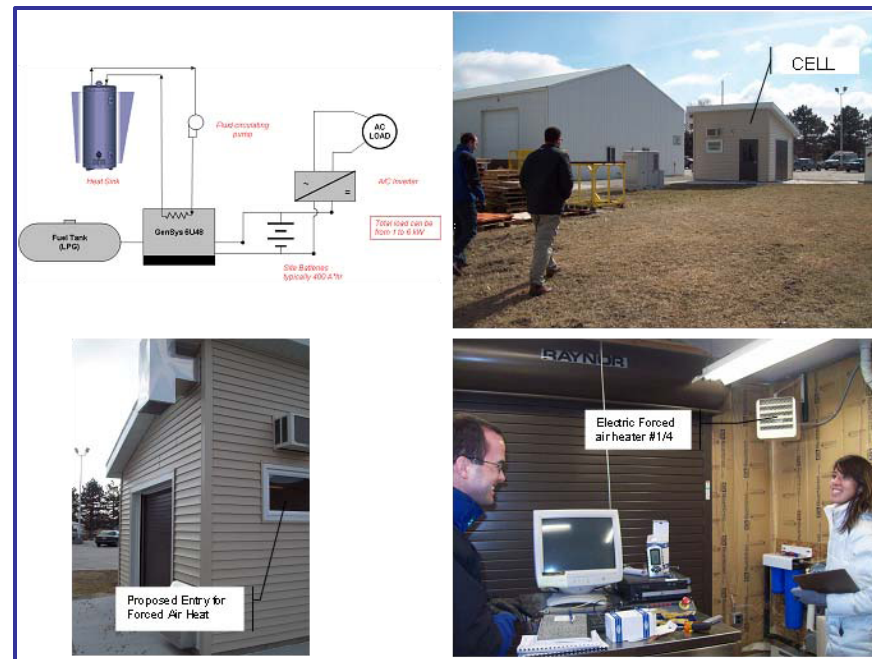 CELL
AC
LOAD
Fluid circulating
pump
Heat Sink
A/C Inverter
~
=
GenSys 6U48
Fuel Tank
(LPG)
Total load can be
from 1 to 6 kW
Site Batteries
typically 400 A*hr
RAYNOR
Electric Forced
air heater #1/4
Proposed Entry for
Forced Air Heat